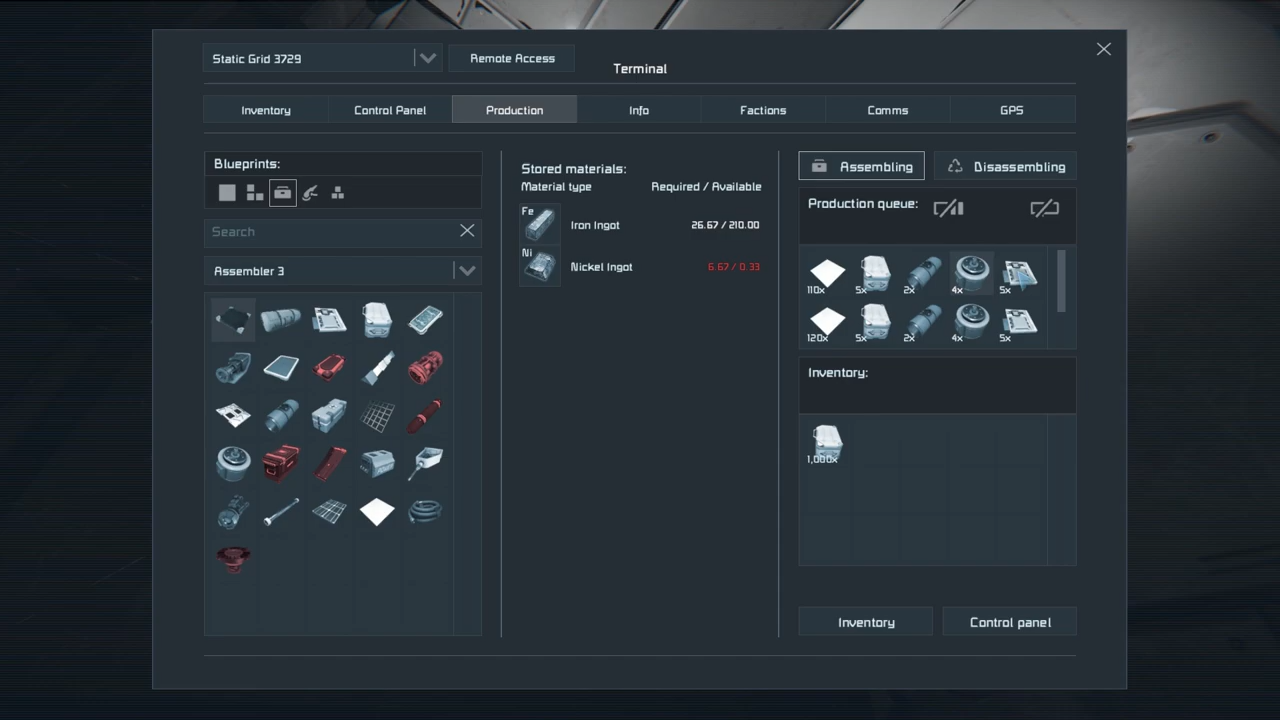 Static Grid 3729
Remote Access
Terminal
Inventory
Control Panel
Production
Info
Factions
Comms
GPS
Blueprints:
Search
Assembler 3
Stored materials:
Material type
Required / Available
Fe
Iron Ingot
26.67 / 210.00
Ni
Nickel Ingot
6.67 / 0.33
Assembling
Disassembling
Production queue:
110x
5x
2x
4x
5x
120x
5x
2x
4x
5x
Inventory:
1,000x
Inventory
Control panel